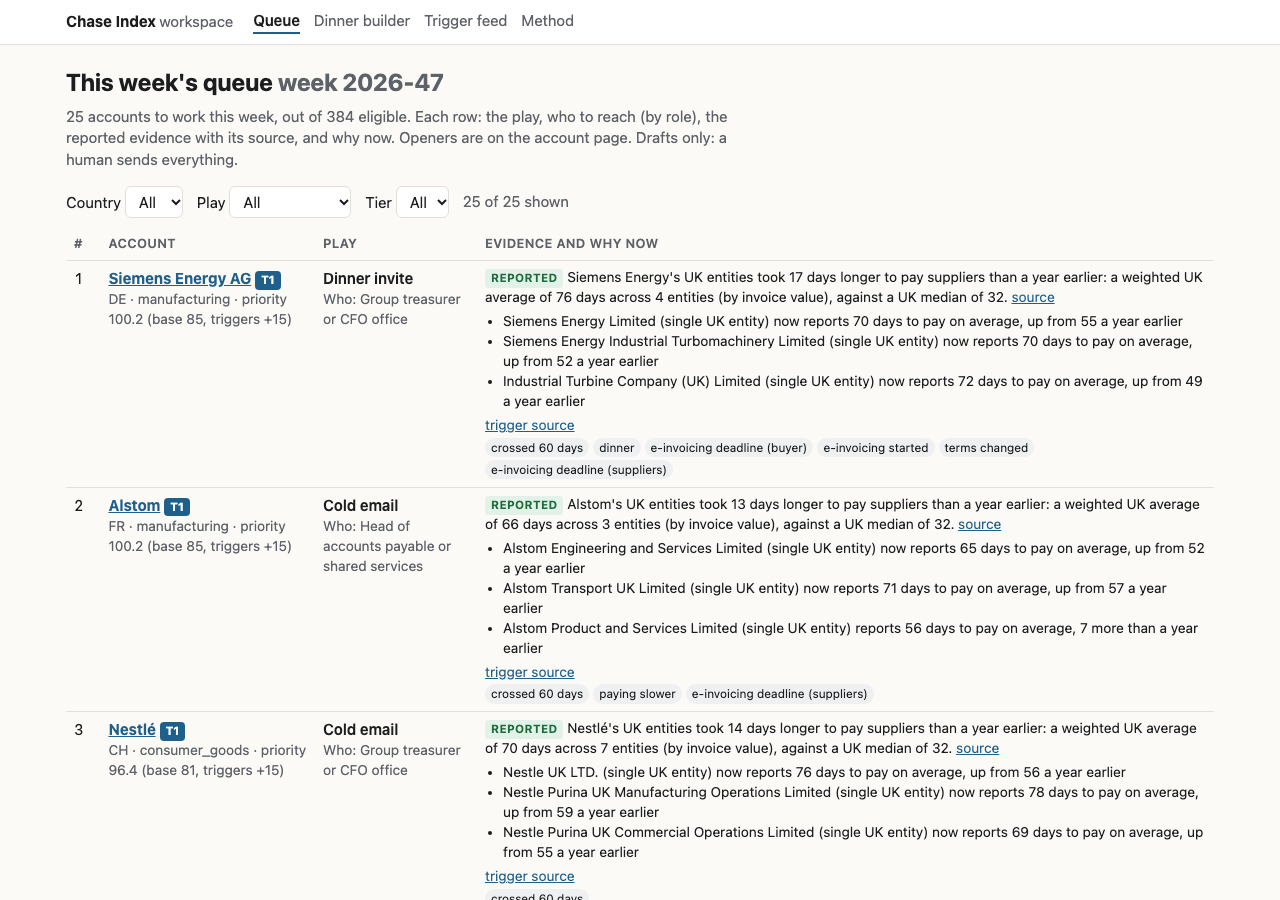 Chase Index workspace Queue Dinner builder Trigger feed Method
This week's queue week 2026-47
25 accounts to work this week, out of 384 eligible. Each row: the play, who to reach (by role), the
reported evidence with its source, and why now. Openers are on the account page. Drafts only: a
human sends everything.
Country All Play All Tier All 25 of 25 shown
# ACCOUNT PLAY EVIDENCE AND WHY NOW
1
Siemens Energy AG T1
DE · manufacturing · priority
100.2 (base 85, triggers +15)
Dinner invite
Who: Group treasurer
or CFO office
REPORTED Siemens Energy's UK entities took 17 days longer to pay suppliers than a year earlier: a weighted UK
average of 76 days across 4 entities (by invoice value), against a UK median of 32. source
• Siemens Energy Limited (single UK entity) now reports 70 days to pay on average, up from 55 a year earlier
• Siemens Energy Industrial Turbomachinery Limited (single UK entity) now reports 70 days to pay on average,
up from 52 a year earlier
• Industrial Turbine Company (UK) Limited (single UK entity) now reports 72 days to pay on average, up from 49
a year earlier
trigger source
crossed 60 days dinner e-invoicing deadline (buyer) e-invoicing started terms changed
e-invoicing deadline (suppliers)
2
Alstom T1
FR · manufacturing · priority
100.2 (base 85, triggers +15)
Cold email
Who: Head of
accounts payable or
shared services
REPORTED Alstom's UK entities took 13 days longer to pay suppliers than a year earlier: a weighted UK average
of 66 days across 3 entities (by invoice value), against a UK median of 32. source
• Alstom Engineering and Services Limited (single UK entity) now reports 65 days to pay on average, up from 52
a year earlier
• Alstom Transport UK Limited (single UK entity) now reports 71 days to pay on average, up from 57 a year
earlier
• Alstom Product and Services Limited (single UK entity) reports 56 days to pay on average, 7 more than a year
earlier
trigger source
crossed 60 days paying slower e-invoicing deadline (suppliers)
3
Nestlé T1
CH · consumer_goods · priority
96.4 (base 81, triggers +15)
Cold email
Who: Group treasurer
or CFO office
REPORTED Nestlé's UK entities took 14 days longer to pay suppliers than a year earlier: a weighted UK average
of 70 days across 7 entities (by invoice value), against a UK median of 32. source
• Nestle UK LTD. (single UK entity) now reports 76 days to pay on average, up from 56 a year earlier
• Nestle Purina UK Manufacturing Operations Limited (single UK entity) now reports 78 days to pay on average,
up from 59 a year earlier
• Nestle Purina UK Commercial Operations Limited (single UK entity) now reports 69 days to pay on average, up
from 55 a year earlier
trigger source
crossed 60 days